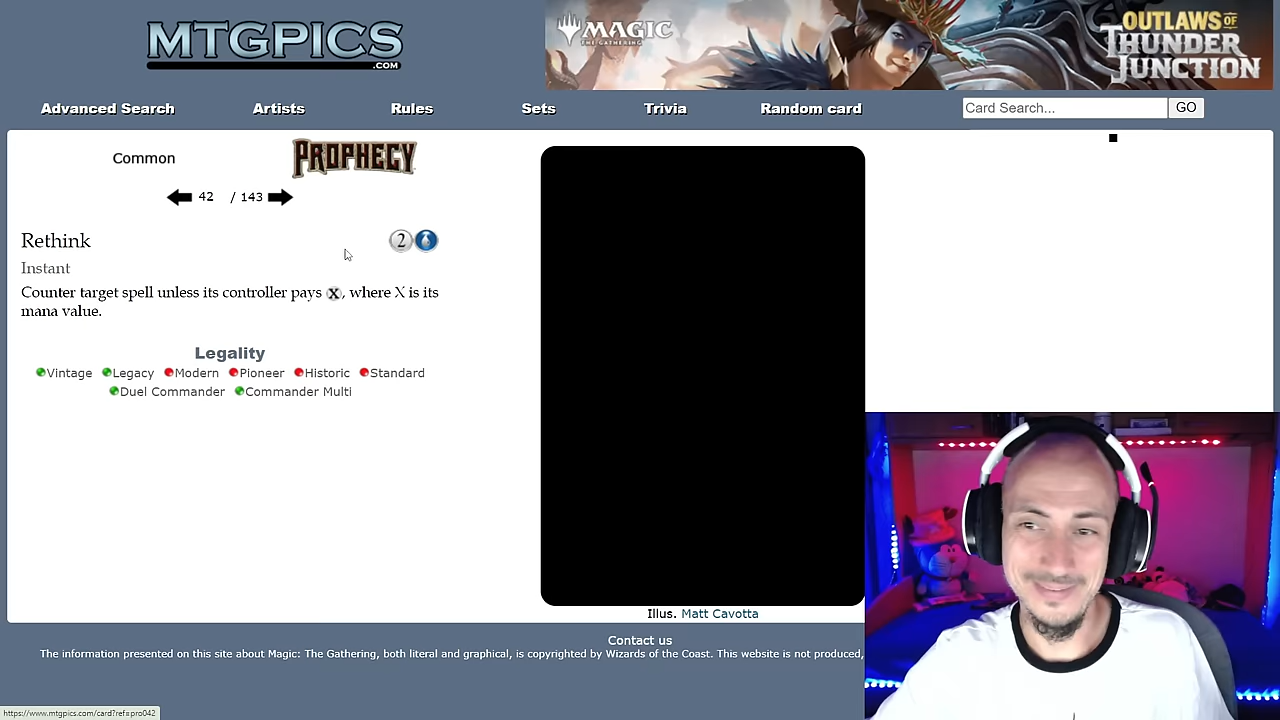 MTGPICS
.COM
MAGIC
THE GATHERING
OUTLAWS OF
THUNDER
JUNCTION
Advanced Search
Artists
Rules
Sets
Trivia
Random card
Card Search...
GO
Common
PROPHECY
42 / 143
Rethink
2
Instant
Counter target spell unless its controller pays X, where X is its
mana value.
Legality
Vintage Legacy Modern Pioneer Historic Standard
Duel Commander Commander Multi
Illus. Matt Cavotta
Contact us
The information presented on this site about Magic: The Gathering, both literal and graphical, is copyrighted by Wizards of the Coast. This website is not produced,
https://www.mtgpics.com/card?ref=pro042